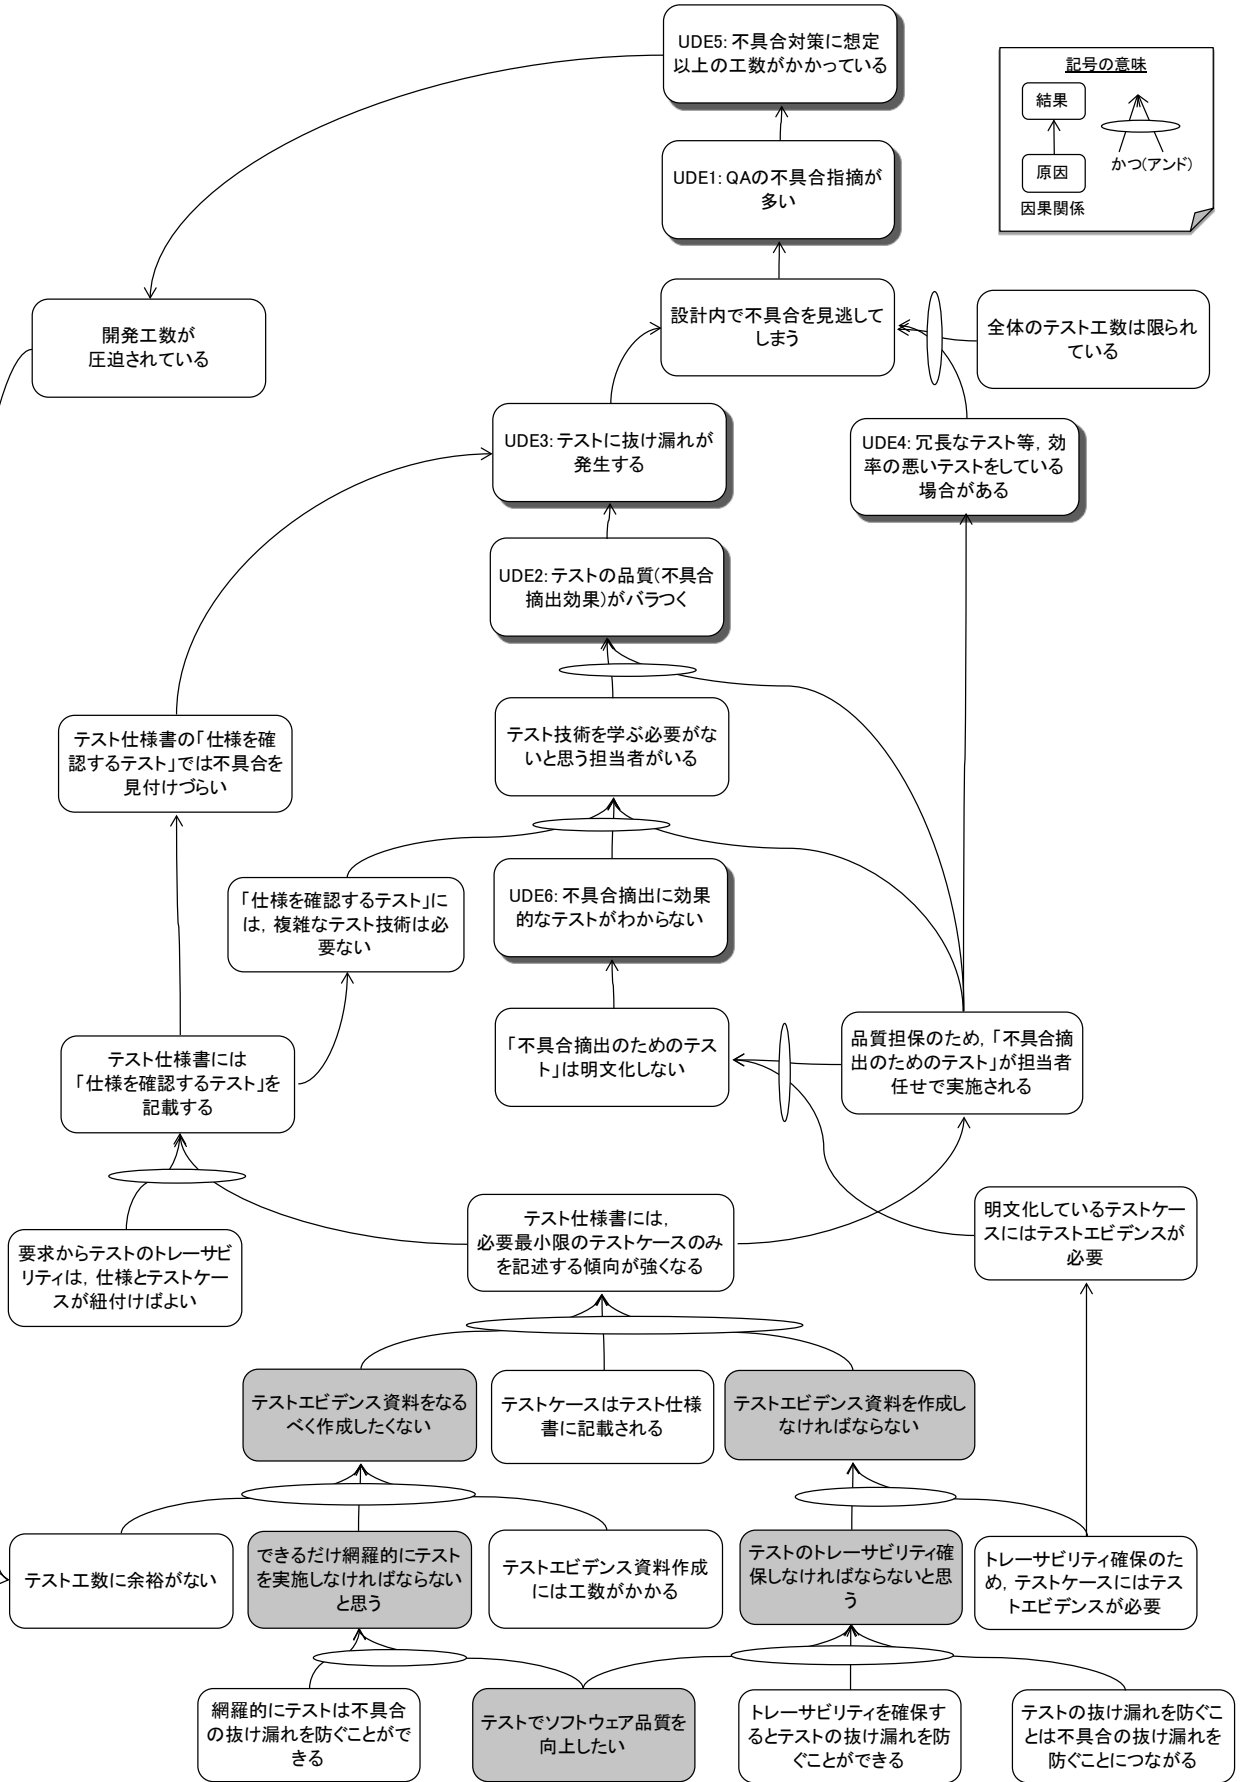 UDE5: 不具合対策に想定
以上の工数がかかっている
記号の意味
結果
原因
かつ(アンド)
因果関係
UDE1: QAの不具合指摘が
多い
開発工数が
圧迫されている
設計内で不具合を見逃して
しまう
全体のテスト工数は限られ
ている
UDE3: テストに抜け漏れが
発生する
UDE4: 冗長なテスト等, 効
率の悪いテストをしている
場合がある
UDE2: テストの品質(不具合
摘出効果)がバラつく
テスト仕様書の「仕様を確
認するテスト」では不具合を
見付けづらい
テスト技術を学ぶ必要がな
いと思う担当者がいる
「仕様を確認するテスト」に
は, 複雑なテスト技術は必
要ない
UDE6: 不具合摘出に効果
的なテストがわからない
テスト仕様書には
「仕様を確認するテスト」を
記載する
「不具合摘出のためのテス
ト」は明文化しない
品質担保のため, 「不具合摘
出のためのテスト」が担当者
任せで実施される
要求からテストのトレーサビ
リティは, 仕様とテストケー
スが紐付けばよい
テスト仕様書には,
必要最小限のテストケースのみ
を記述する傾向が強くなる
明文化しているテストケー
スにはテストエビデンスが
必要
テストエビデンス資料をなる
べく作成したくない
テストケースはテスト仕様
書に記載される
テストエビデンス資料を作成し
なければならない
テスト工数に余裕がない
できるだけ網羅的にテスト
を実施しなければならない
と思う
テストエビデンス資料作成
には工数がかかる
テストのトレーサビリティ確
保しなければならないと思
う
トレーサビリティ確保のた
め, テストケースにはテス
トエビデンスが必要
網羅的にテストは不具合
の抜け漏れを防ぐことがで
きる
テストでソフトウェア品質を
向上したい
トレーサビリティを確保す
るとテストの抜け漏れを防
ぐことができる
テストの抜け漏れを防ぐこ
とは不具合の抜け漏れを
防ぐことにつながる